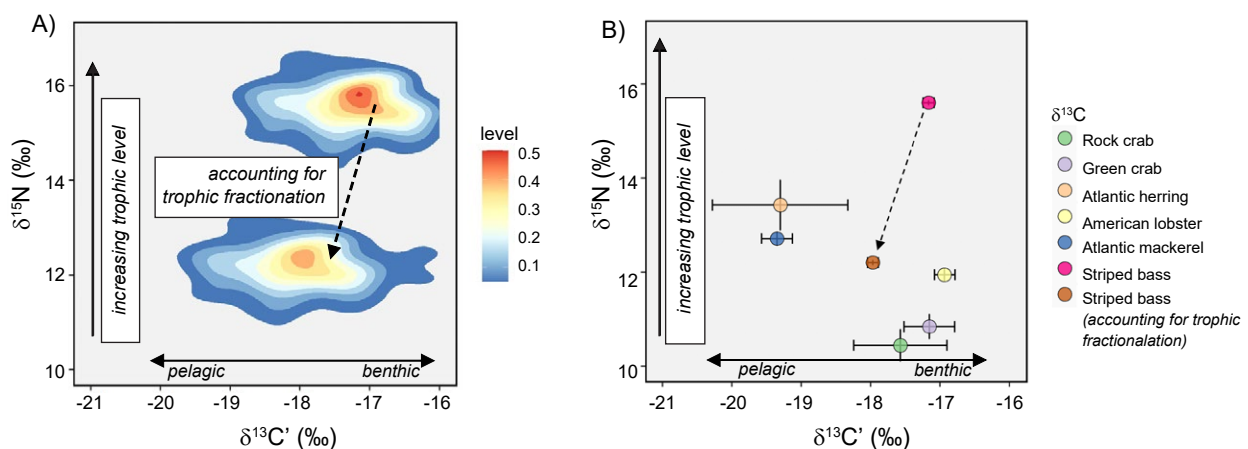 A)
δ¹⁵N (‰)
16
14
12
10
increasing trophic level
accounting for
trophic fractionation
pelagic
benthic
-21
-20
-19
-18
-17
-16
δ¹³C' (‰)
level
0.5
0.4
0.3
0.2
0.1
B)
δ¹⁵N (‰)
16
14
12
10
increasing trophic level
pelagic
benthic
-21
-20
-19
-18
-17
-16
δ¹³C' (‰)
δ¹³C
Rock crab
Green crab
Atlantic herring
American lobster
Atlantic mackerel
Striped bass
Striped bass
(accounting for trophic
fractionalation)